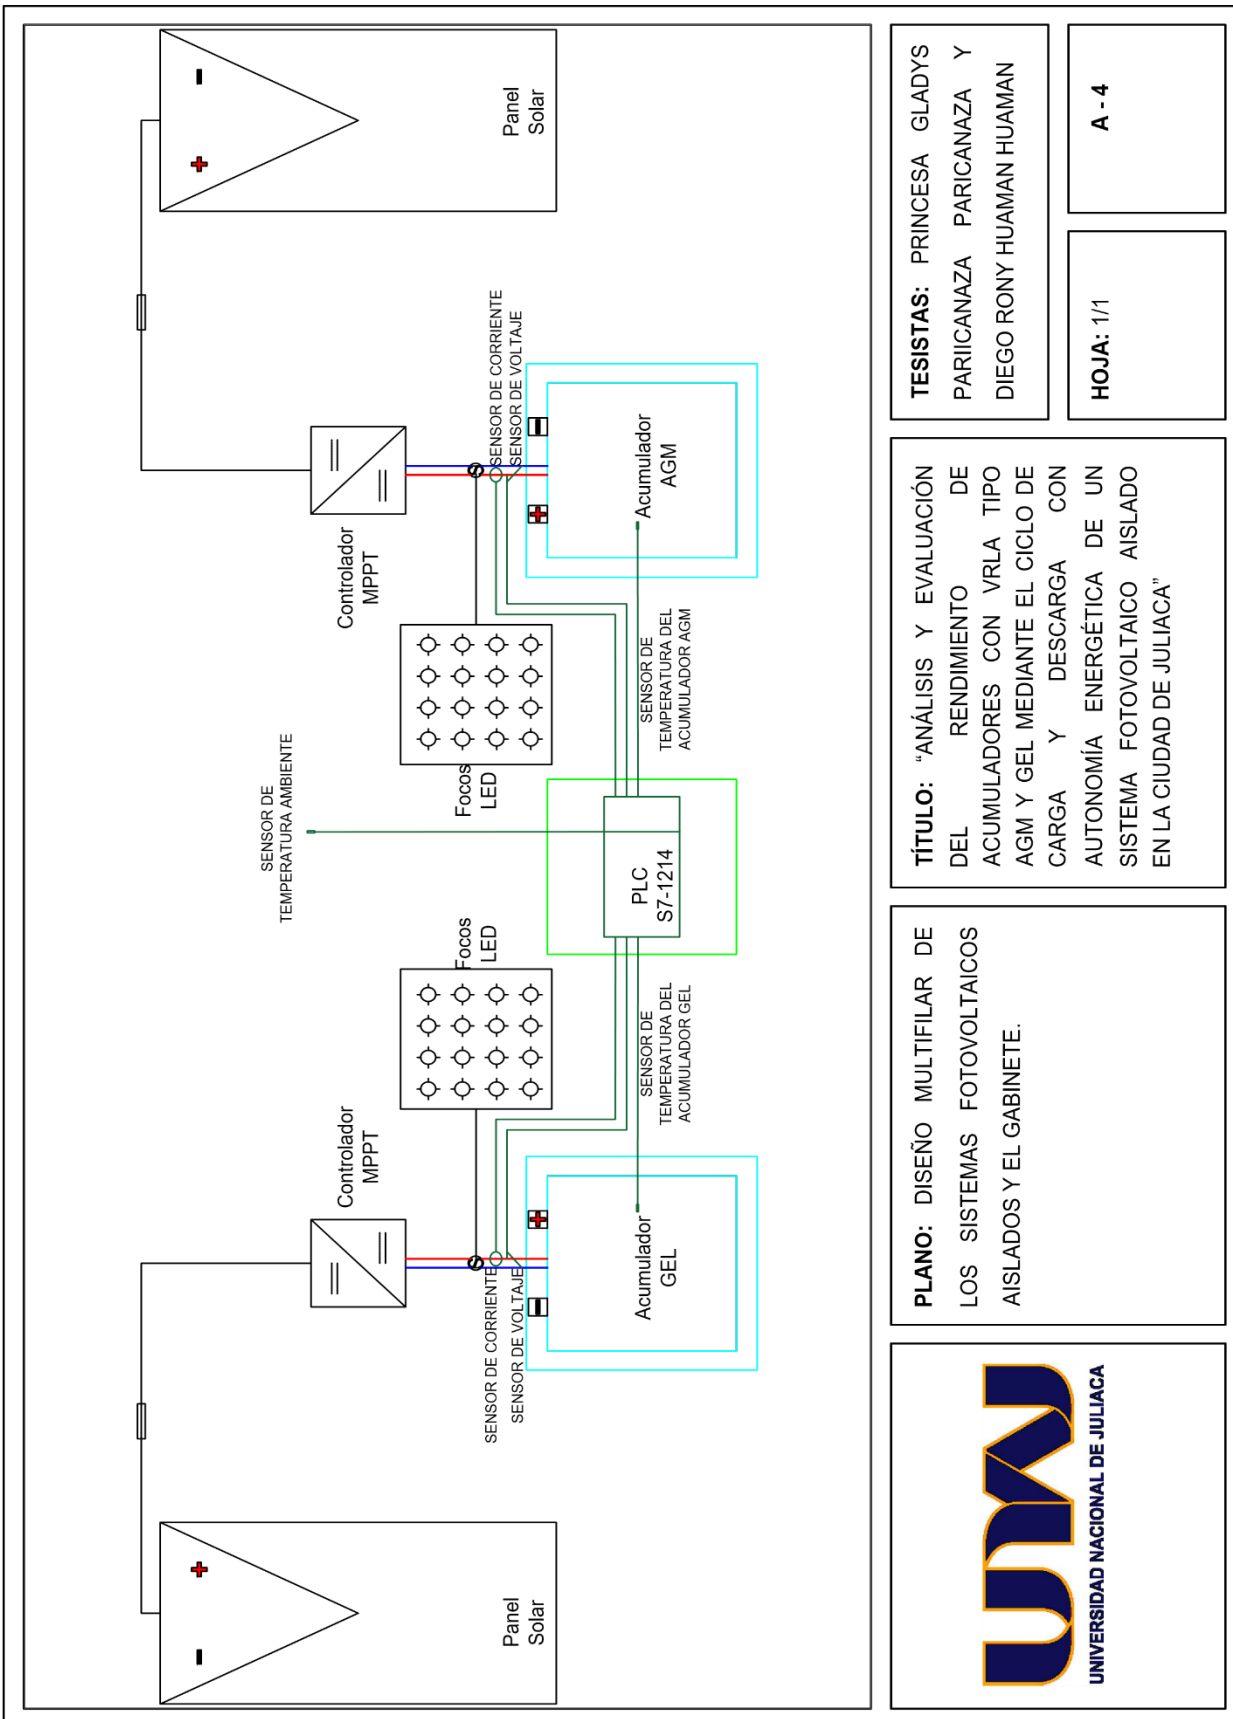 Panel
Solar
Controlador
MPPT
SENSOR DE CORRIENTE
SENSOR DE VOLTAJE
Acumulador
GEL
Focos
LED
SENSOR DE
TEMPERATURA DEL
ACUMULADOR GEL
SENSOR DE
TEMPERATURA AMBIENTE
PLC
S7-1214
Focos
LED
SENSOR DE
TEMPERATURA DEL
ACUMULADOR AGM
Controlador
MPPT
SENSOR DE CORRIENTE
SENSOR DE VOLTAJE
Acumulador
AGM
Panel
Solar
UNAJ
UNIVERSIDAD NACIONAL DE JULIACA
PLANO: DISEÑO MULTIFILAR DE
LOS SISTEMAS FOTOVOLTAICOS
AISLADOS Y EL GABINETE.
TÍTULO: “ANÁLISIS Y EVALUACIÓN
DEL RENDIMIENTO DE
ACUMULADORES CON VRLA TIPO
AGM Y GEL MEDIANTE EL CICLO DE
CARGA Y DESCARGA CON
AUTONOMÍA ENERGÉTICA DE UN
SISTEMA FOTOVOLTAICO AISLADO
EN LA CIUDAD DE JULIACA”
TESISTAS: PRINCESA GLADYS
PARIICANAZA PARICANAZA Y
DIEGO RONY HUAMAN HUAMAN
HOJA: 1/1
A - 4